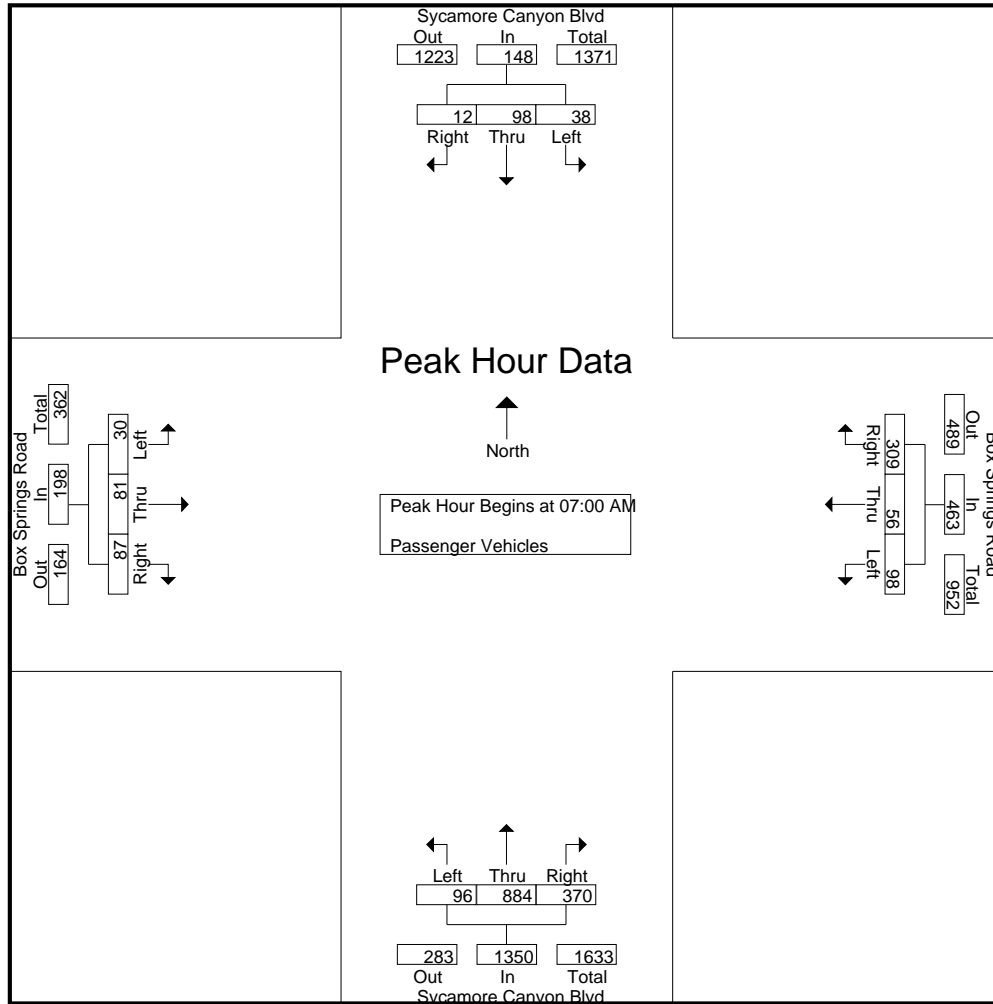 Sycamore Canyon Blvd
Out In Total
1223 148 1371
12 98 38
Right Thru Left
Peak Hour Data
North
Peak Hour Begins at 07:00 AM
Passenger Vehicles
Box Springs Road
Out In Total
164 198 362
Left Thru Right
30 81 87
Box Springs Road
Out In Total
489 463 952
Right Thru Left
309 56 98
Left Thru Right
96 884 370
283 1350 1633
Out In Total
Sycamore Canyon Blvd